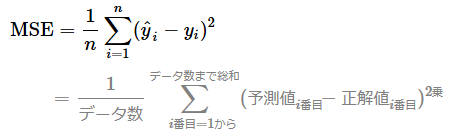 MSE = 1/n ∑_{i=1}^{n} (ŷ_i − y_i)^2
= 1/データ数 ∑_{i番目=1から}^{データ数まで総和} (予測値_{i番目} − 正解値_{i番目})^{2乗}